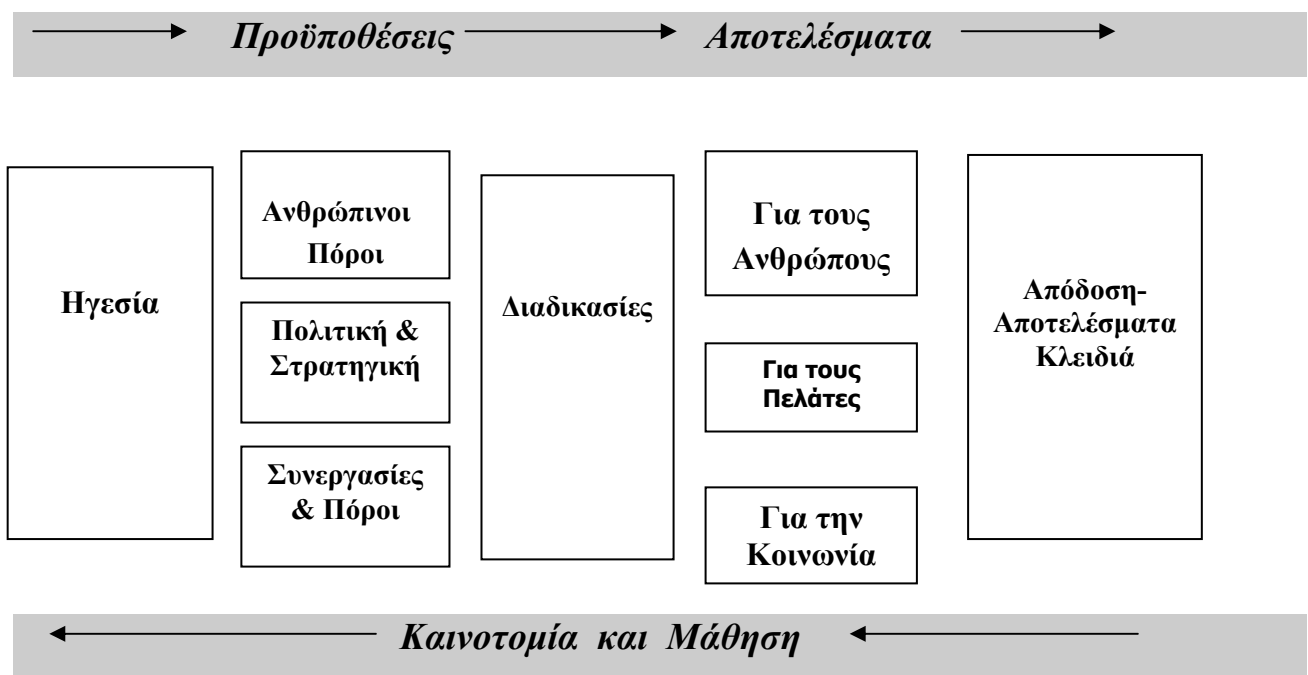 Προϋποθέσεις
Αποτελέσματα
Ηγεσία
Ανθρώπινοι
Πόροι
Πολιτική &
Στρατηγική
Συνεργασίες
& Πόροι
Διαδικασίες
Για τους
Ανθρώπους
Για τους
Πελάτες
Για την
Κοινωνία
Απόδοση-
Αποτελέσματα
Κλειδιά
Καινοτομία και Μάθηση